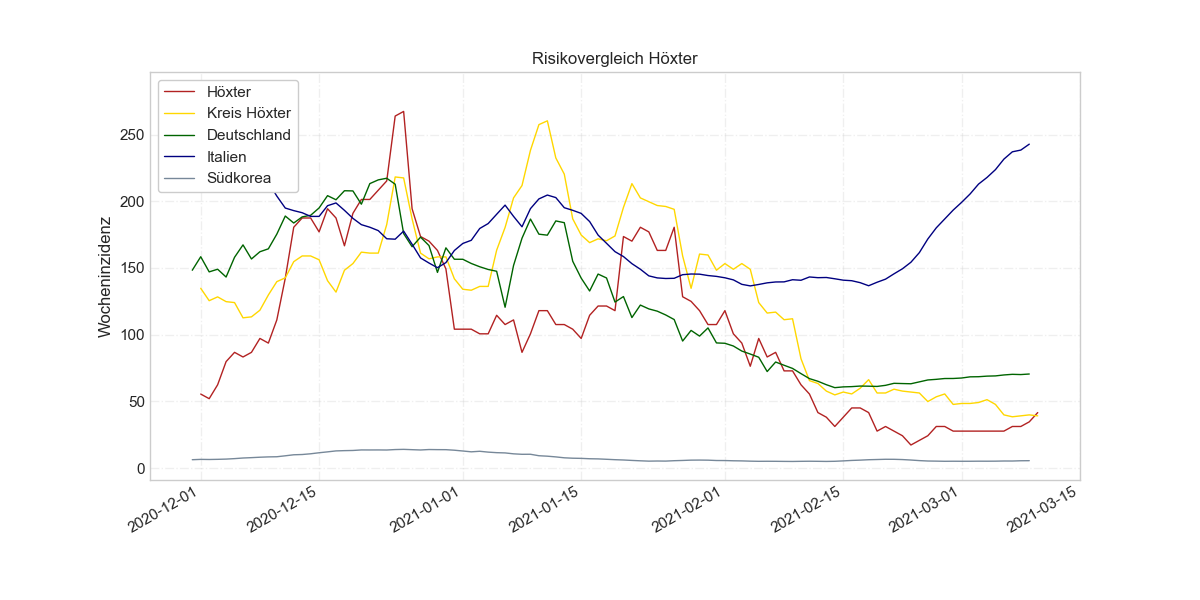 Risikovergleich Höxter
Höxter
Kreis Höxter
Deutschland
Italien
Südkorea
Wocheninzidenz
250
200
150
100
50
0
2020-12-01
2020-12-15
2021-01-01
2021-01-15
2021-02-01
2021-02-15
2021-03-01
2021-03-15